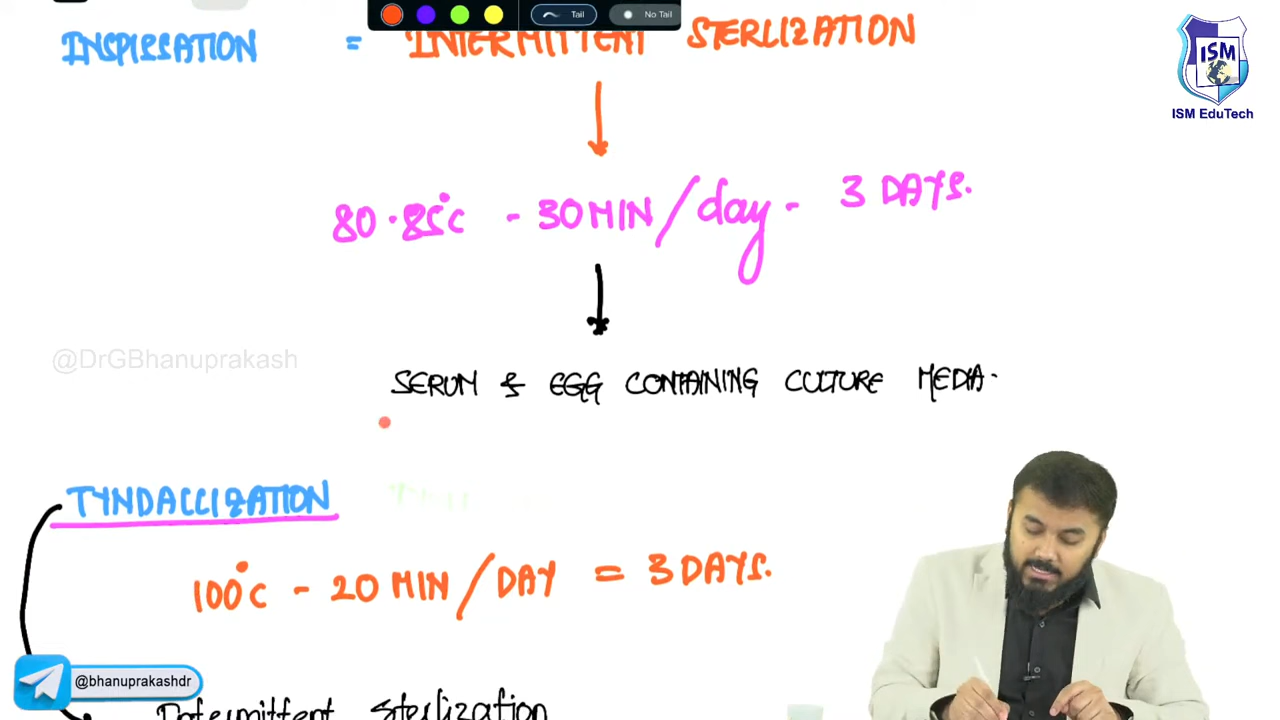 Tail
No Tail
INSPISSATION = INTERMITTENT STERLIZATION
ISM
ISM EduTech
80-85°C - 30 MIN/day - 3 DAYS.
@DrGBhanuprakash
SERUM & EGG CONTAINING CULTURE MEDIA.
TYNDALLIZATION
100°C - 20 MIN/DAY = 3 DAYS.
@bhanuprakashdr
Intermittent Sterlization